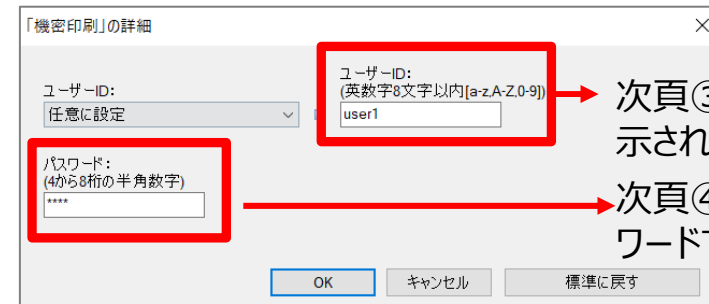 「機密印刷」の詳細
ユーザーID:
(英数字8文字以内[a-z,A-Z,0-9])
ユーザーID:
任意に設定
user1
次頁③
示され
パスワード:
(4から8桁の半角数字)
****
次頁④
ワードで
OK
キャンセル
標準に戻す